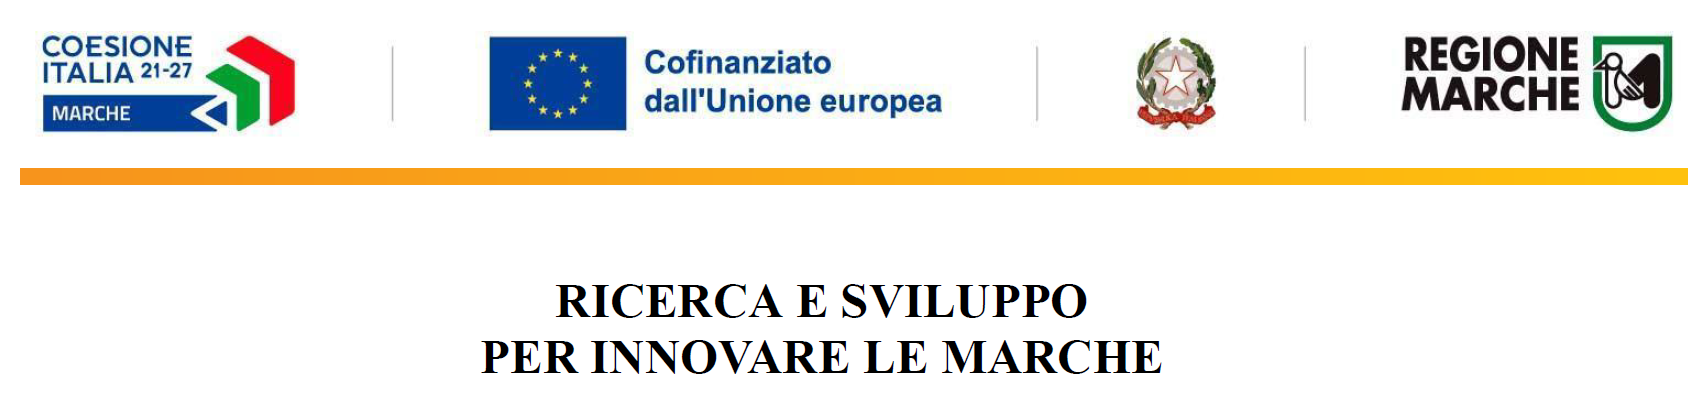 COESIONE
ITALIA 21-27
MARCHE
Cofinanziato
dall'Unione europea
REGIONE
MARCHE
RICERCA E SVILUPPO
PER INNOVARE LE MARCHE